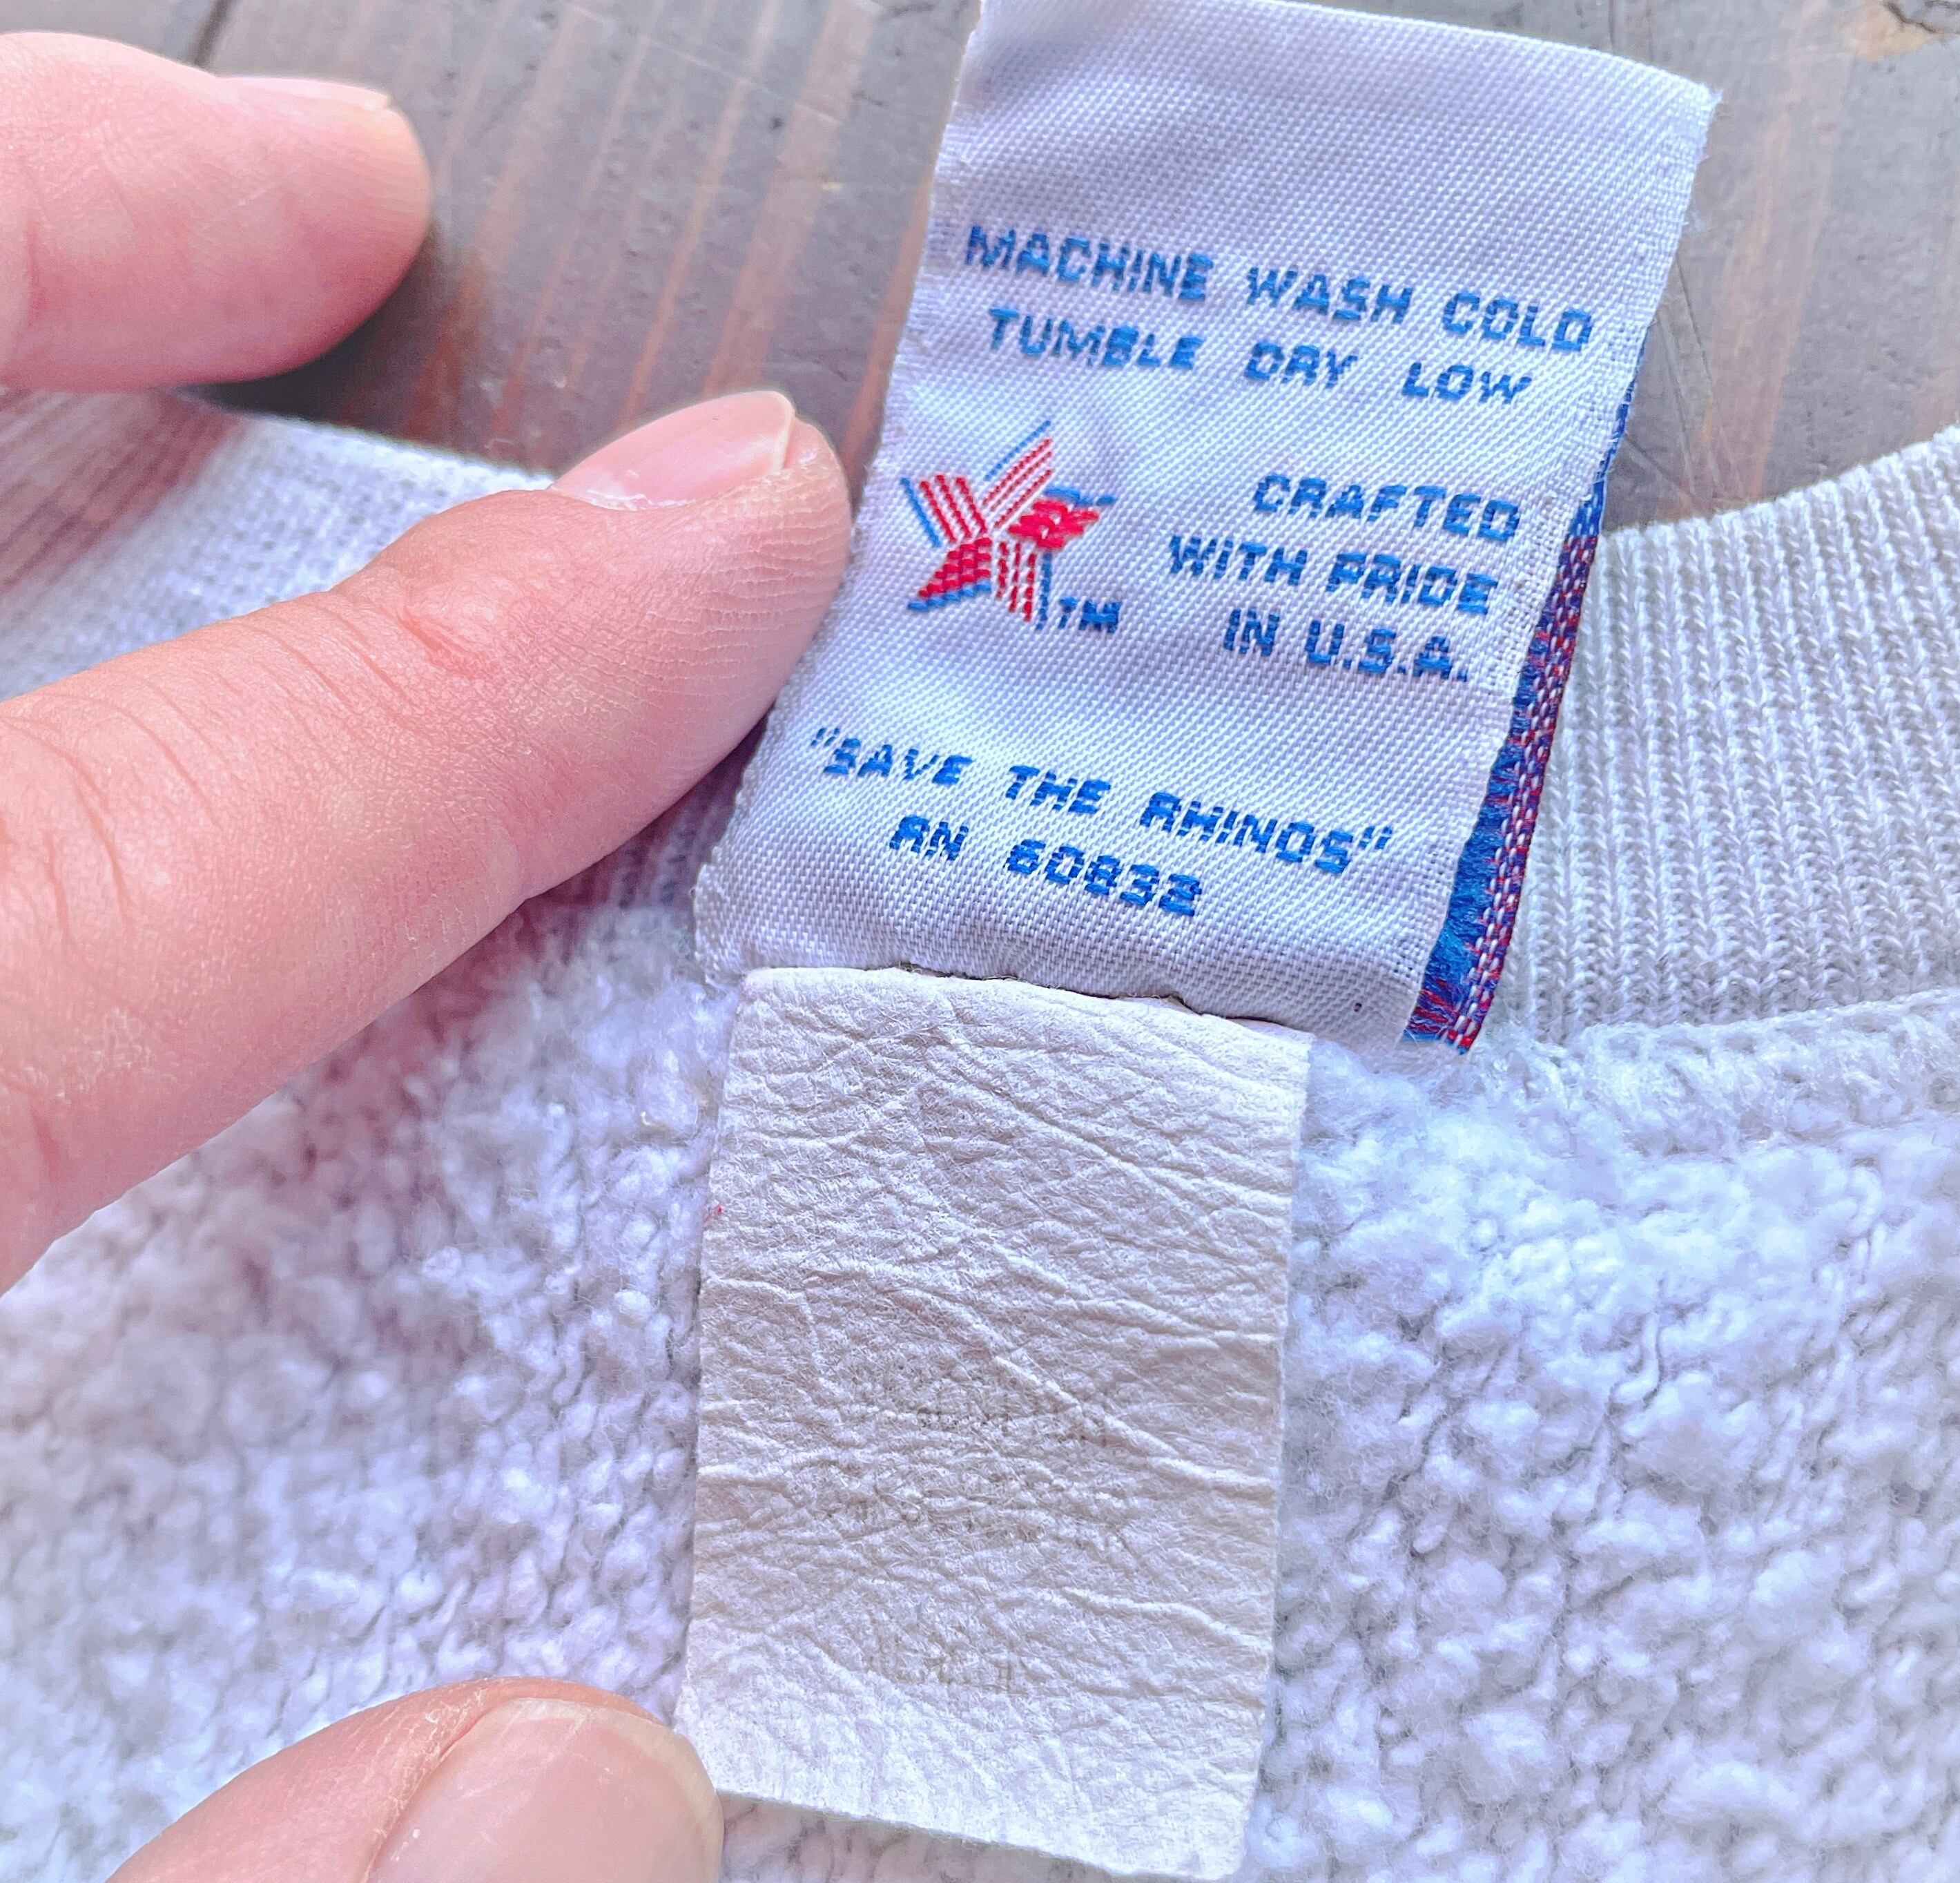 MACHINE WASH COLD
TUMBLE DRY LOW
CRAFTED
WITH PRIDE
IN U.S.A.
TM
"SAVE THE RHINOS"
RN 60832